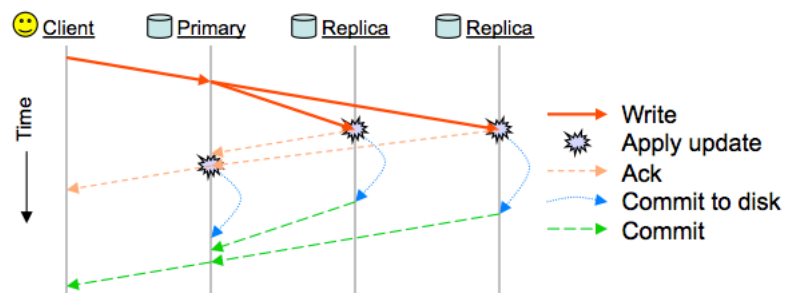 Client
Primary
Replica
Replica
Time
Write
Apply update
Ack
Commit to disk
Commit